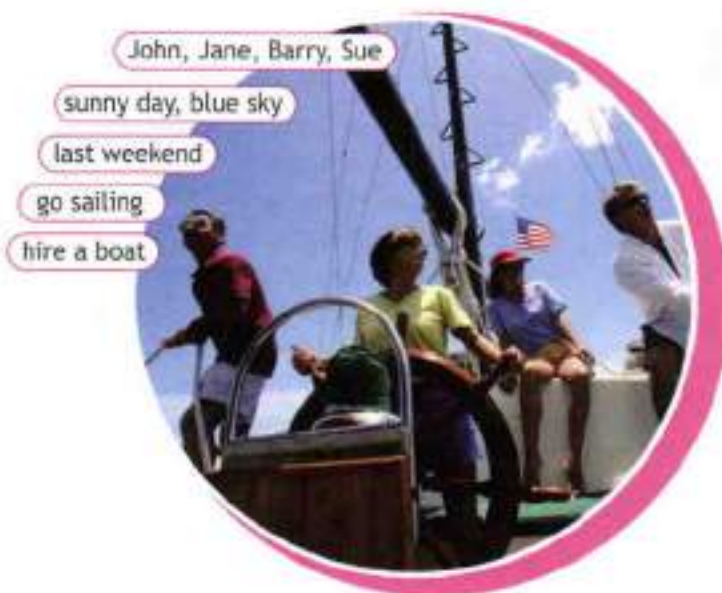 John, Jane, Barry, Sue
sunny day, blue sky
last weekend
go sailing
hire a boat